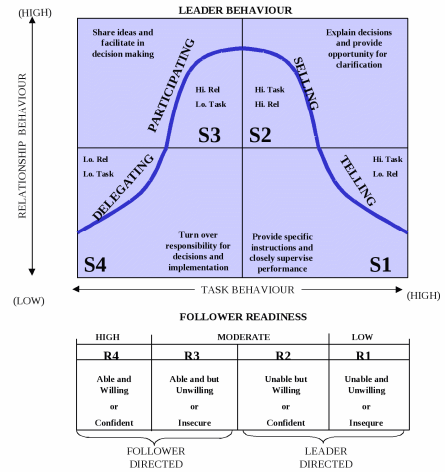 (HIGH)
LEADER BEHAVIOUR
RELATIONSHIP BEHAVIOUR
Share ideas and
facilitate in
decision making
Explain decisions
and provide
opportunity for
clarification
PARTICIPATING
SELLING
Hi. Rel
Lo. Task
Hi. Task
Hi. Rel
S3
S2
Lo. Rel
Lo. Task
DELEGATING
TELLING
Hi. Task
Lo. Rel
Turn over
responsibility for
decisions and
implementation
Provide specific
instructions and
closely supervise
performance
S4
S1
(LOW)
TASK BEHAVIOUR
(HIGH)
FOLLOWER READINESS
HIGH
MODERATE
LOW
R4
R3
R2
R1
Able and
Willing
or
Confident
Able and but
Unwilling
or
Insecure
Unable but
Willing
or
Confident
Unable and
Unwilling
or
Insequre
FOLLOWER
DIRECTED
LEADER
DIRECTED